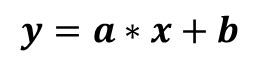 y = a * x + b